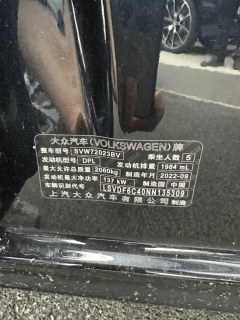 大众汽车(VOLKSWAGEN)牌
整车型号 SVW72023BV 乘坐人数 5
发动机型号 DPL 发动机排量 1984 mL
最大允许总质量 2060kg 制造年月 2022-09
发动机最大净功率 137 kW 制造国 中国
车辆识别代号 LSVDF6C40NN135309
上汽大众汽车有限公司 制造